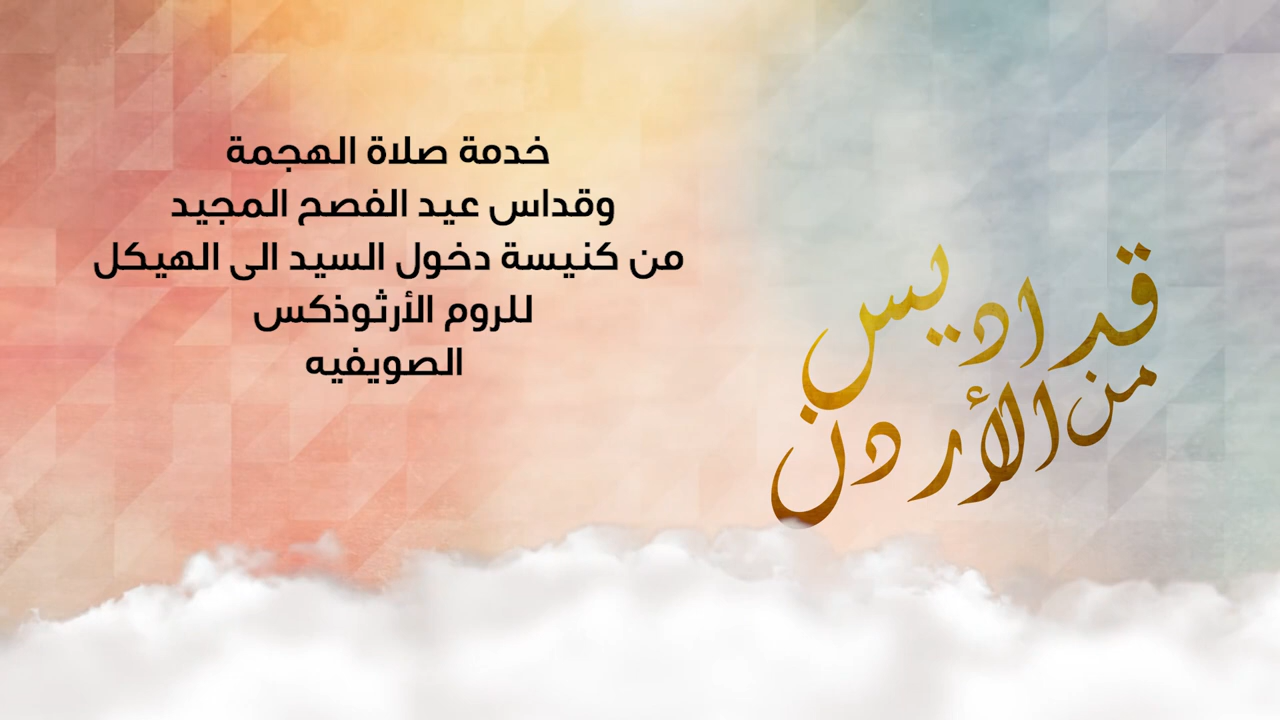 خدمة صلاة الهجمة
وقداس عيد الفصح المجيد
من كنيسة دخول السيد الى الهيكل
للروم الأرثوذكس
الصويفيه
قداديس
من الأردن